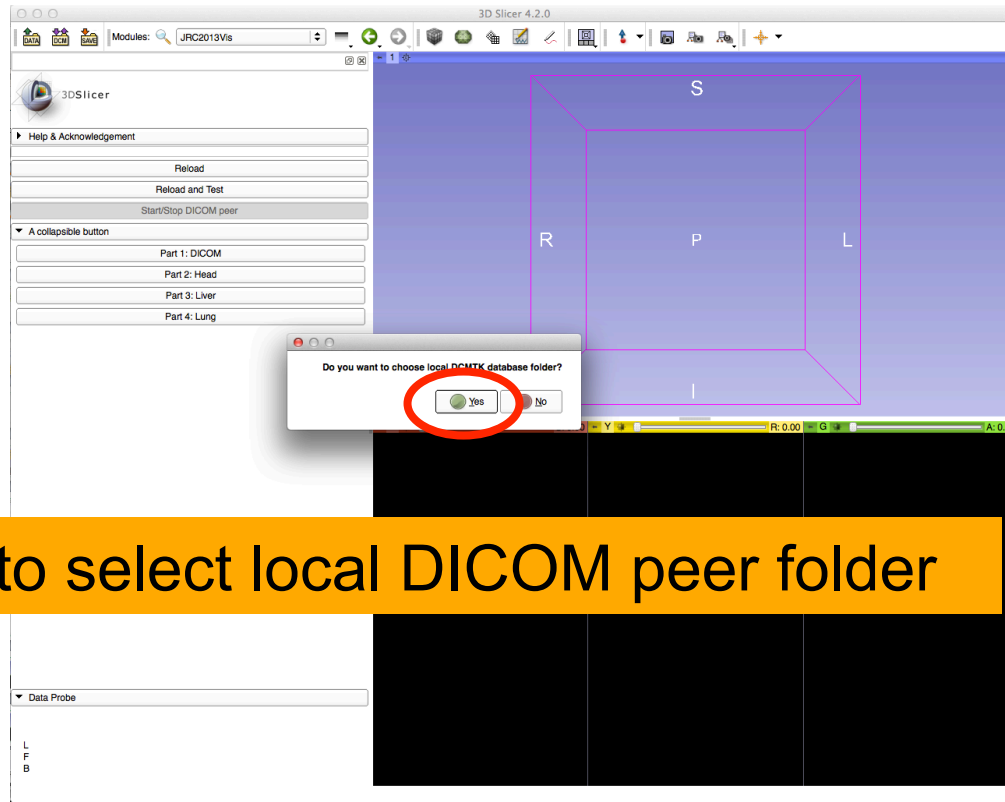 3D Slicer 4.2.0
DATA DCM SAVE Modules: JRC2013Vis
1
3DSlicer
Help & Acknowledgement
Reload
Reload and Test
Start/Stop DICOM peer
A collapsible button
Part 1: DICOM
Part 2: Head
Part 3: Liver
Part 4: Lung
S
R P L
I
Do you want to choose local DCMTK database folder?
Yes No
Y R: 0.00 G A: 0.
to select local DICOM peer folder
Data Probe
L
F
B